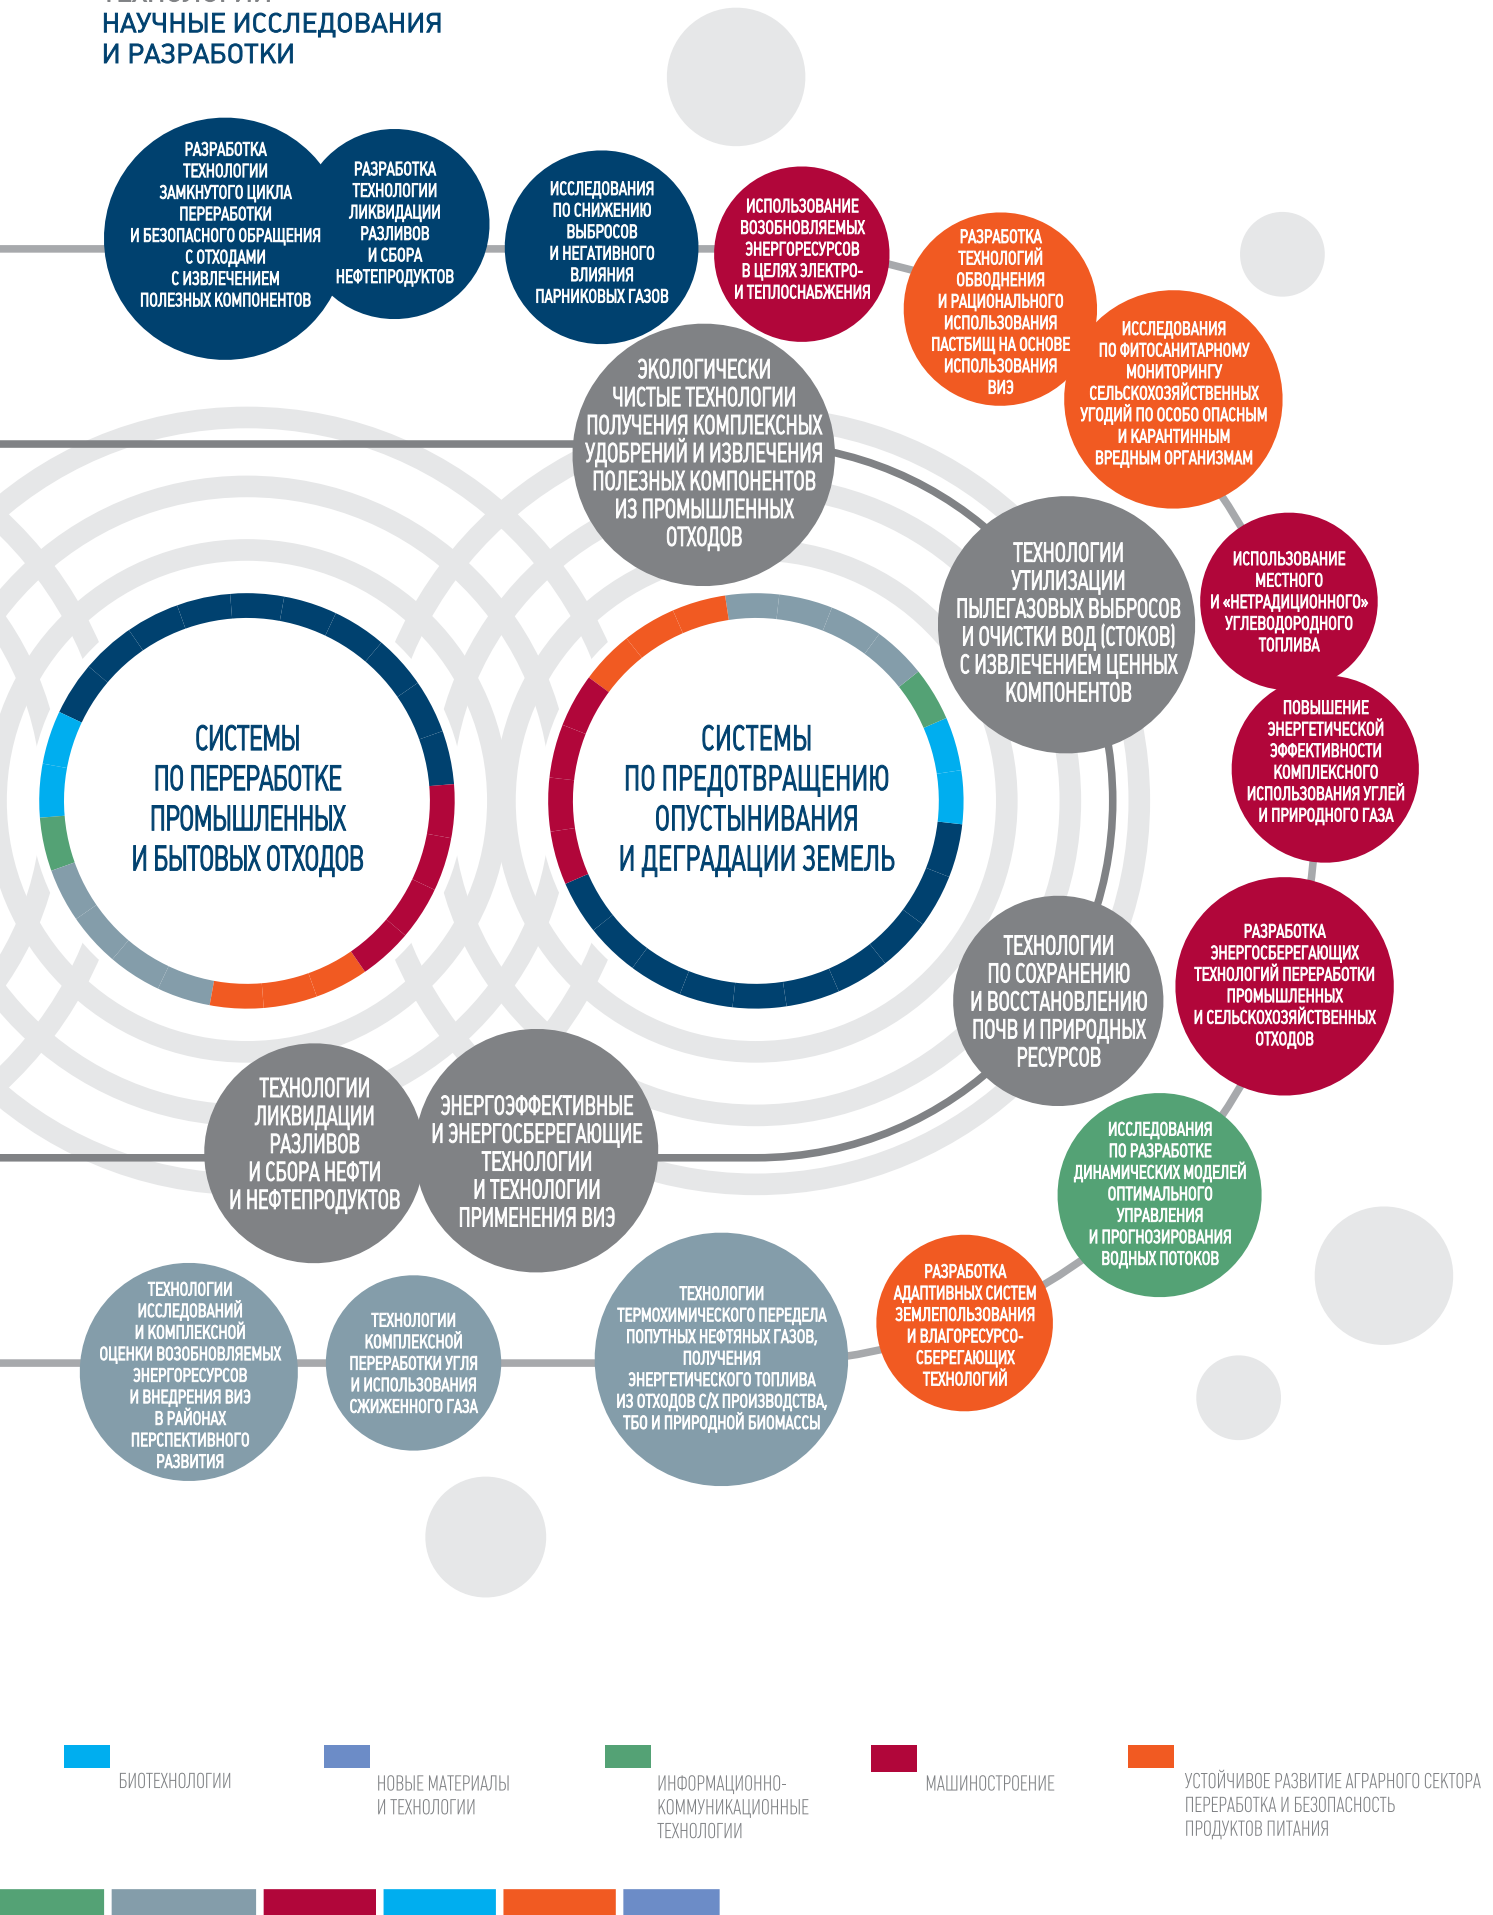 ТЕХНОЛОГИИ
НАУЧНЫЕ ИССЛЕДОВАНИЯ
И РАЗРАБОТКИ
РАЗРАБОТКА
ТЕХНОЛОГИИ
ЗАМКНУТОГО ЦИКЛА
ПЕРЕРАБОТКИ
И БЕЗОПАСНОГО ОБРАЩЕНИЯ
С ОТХОДАМИ
С ИЗВЛЕЧЕНИЕМ
ПОЛЕЗНЫХ КОМПОНЕНТОВ
РАЗРАБОТКА
ТЕХНОЛОГИИ
ЛИКВИДАЦИИ
РАЗЛИВОВ
И СБОРА
НЕФТЕПРОДУКТОВ
ИССЛЕДОВАНИЯ
ПО СНИЖЕНИЮ
ВЫБРОСОВ
И НЕГАТИВНОГО
ВЛИЯНИЯ
ПАРНИКОВЫХ ГАЗОВ
ИСПОЛЬЗОВАНИЕ
ВОЗОБНОВЛЯЕМЫХ
ЭНЕРГОРЕСУРСОВ
В ЦЕЛЯХ ЭЛЕКТРО-
И ТЕПЛОСНАБЖЕНИЯ
РАЗРАБОТКА
ТЕХНОЛОГИЙ
ОБВОДНЕНИЯ
И РАЦИОНАЛЬНОГО
ИСПОЛЬЗОВАНИЯ
ПАСТБИЩ НА ОСНОВЕ
ИСПОЛЬЗОВАНИЯ
ВИЭ
ИССЛЕДОВАНИЯ
ПО ФИТОСАНИТАРНОМУ
МОНИТОРИНГУ
СЕЛЬСКОХОЗЯЙСТВЕННЫХ
УГОДИЙ ПО ОСОБО ОПАСНЫМ
И КАРАНТИННЫМ
ВРЕДНЫМ ОРГАНИЗМАМ
ЭКОЛОГИЧЕСКИ
ЧИСТЫЕ ТЕХНОЛОГИИ
ПОЛУЧЕНИЯ КОМПЛЕКСНЫХ
УДОБРЕНИЙ И ИЗВЛЕЧЕНИЯ
ПОЛЕЗНЫХ КОМПОНЕНТОВ
ИЗ ПРОМЫШЛЕННЫХ
ОТХОДОВ
ТЕХНОЛОГИИ
УТИЛИЗАЦИИ
ПЫЛЕГАЗОВЫХ ВЫБРОСОВ
И ОЧИСТКИ ВОД (СТОКОВ)
С ИЗВЛЕЧЕНИЕМ ЦЕННЫХ
КОМПОНЕНТОВ
ИСПОЛЬЗОВАНИЕ
МЕСТНОГО
И «НЕТРАДИЦИОННОГО»
УГЛЕВОДОРОДНОГО
ТОПЛИВА
ПОВЫШЕНИЕ
ЭНЕРГЕТИЧЕСКОЙ
ЭФФЕКТИВНОСТИ
КОМПЛЕКСНОГО
ИСПОЛЬЗОВАНИЯ УГЛЕЙ
И ПРИРОДНОГО ГАЗА
СИСТЕМЫ
ПО ПЕРЕРАБОТКЕ
ПРОМЫШЛЕННЫХ
И БЫТОВЫХ ОТХОДОВ
СИСТЕМЫ
ПО ПРЕДОТВРАЩЕНИЮ
ОПУСТЫНИВАНИЯ
И ДЕГРАДАЦИИ ЗЕМЕЛЬ
РАЗРАБОТКА
ЭНЕРГОСБЕРЕГАЮЩИХ
ТЕХНОЛОГИЙ ПЕРЕРАБОТКИ
ПРОМЫШЛЕННЫХ
И СЕЛЬСКОХОЗЯЙСТВЕННЫХ
ОТХОДОВ
ТЕХНОЛОГИИ
ПО СОХРАНЕНИЮ
И ВОССТАНОВЛЕНИЮ
ПОЧВ И ПРИРОДНЫХ
РЕСУРСОВ
ТЕХНОЛОГИИ
ЛИКВИДАЦИИ
РАЗЛИВОВ
И СБОРА НЕФТИ
И НЕФТЕПРОДУКТОВ
ЭНЕРГОЭФФЕКТИВНЫЕ
И ЭНЕРГОСБЕРЕГАЮЩИЕ
ТЕХНОЛОГИИ
И ТЕХНОЛОГИИ
ПРИМЕНЕНИЯ ВИЭ
ИССЛЕДОВАНИЯ
ПО РАЗРАБОТКЕ
ДИНАМИЧЕСКИХ МОДЕЛЕЙ
ОПТИМАЛЬНОГО
УПРАВЛЕНИЯ
И ПРОГНОЗИРОВАНИЯ
ВОДНЫХ ПОТОКОВ
ТЕХНОЛОГИИ
ИССЛЕДОВАНИЙ
И КОМПЛЕКСНОЙ
ОЦЕНКИ ВОЗОБНОВЛЯЕМЫХ
ЭНЕРГОРЕСУРСОВ
И ВНЕДРЕНИЯ ВИЭ
В РАЙОНАХ
ПЕРСПЕКТИВНОГО
РАЗВИТИЯ
ТЕХНОЛОГИИ
КОМПЛЕКСНОЙ
ПЕРЕРАБОТКИ УГЛЯ
И ИСПОЛЬЗОВАНИЯ
СЖИЖЕННОГО ГАЗА
ТЕХНОЛОГИИ
ТЕРМОХИМИЧЕСКОГО ПЕРЕДЕЛА
ПОПУТНЫХ НЕФТЯНЫХ ГАЗОВ,
ПОЛУЧЕНИЯ
ЭНЕРГЕТИЧЕСКОГО ТОПЛИВА
ИЗ ОТХОДОВ С/Х ПРОИЗВОДСТВА,
ТБО И ПРИРОДНОЙ БИОМАССЫ
РАЗРАБОТКА
АДАПТИВНЫХ СИСТЕМ
ЗЕМЛЕПОЛЬЗОВАНИЯ
И ВЛАГОРЕСУРСО-
СБЕРЕГАЮЩИХ
ТЕХНОЛОГИЙ
БИОТЕХНОЛОГИИ
НОВЫЕ МАТЕРИАЛЫ
И ТЕХНОЛОГИИ
ИНФОРМАЦИОННО-
КОММУНИКАЦИОННЫЕ
ТЕХНОЛОГИИ
МАШИНОСТРОЕНИЕ
УСТОЙЧИВОЕ РАЗВИТИЕ АГРАРНОГО СЕКТОРА
ПЕРЕРАБОТКА И БЕЗОПАСНОСТЬ
ПРОДУКТОВ ПИТАНИЯ